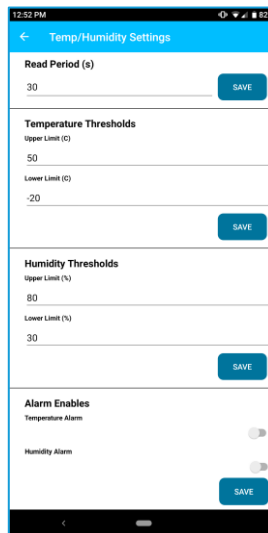 12:52 PM 82
Temp/Humidity Settings
Read Period (s)
30
SAVE
Temperature Thresholds
Upper Limit (C)
50
Lower Limit (C)
-20
SAVE
Humidity Thresholds
Upper Limit (%)
80
Lower Limit (%)
30
SAVE
Alarm Enables
Temperature Alarm
Humidity Alarm
SAVE